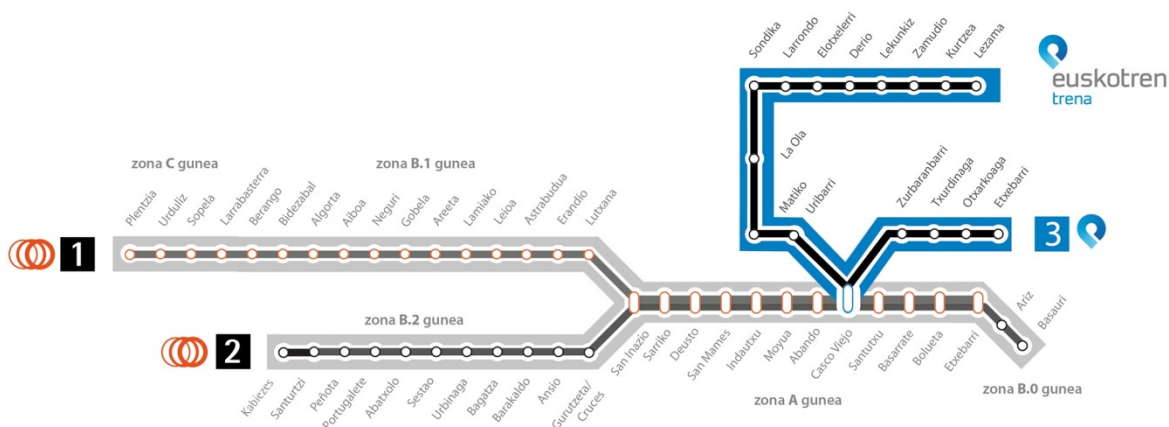 Sondika
Larrondo
Elotxelerri
Derio
Lekunkiz
Zamudio
Kurtzea
Lezama
euskotren
trena
La Ola
Matiko
Uribarri
Zurbaranbarri
Txurdinaga
Otxarkoaga
Etxebarri
3
zona C gunea
zona B.1 gunea
Plentzia
Urduliz
Sopela
Larrabasterra
Berango
Bidezabal
Algorta
Aiboa
Neguri
Gobela
Areeta
Lamiako
Leioa
Astrabudua
Erandio
Lutxana
1
zona B.2 gunea
2
Kabiezes
Santurtzi
Peñota
Portugalete
Abatxolo
Sestao
Urbinaga
Bagatza
Barakaldo
Ansio
Gurutzeta/
Cruces
San Inazio
Sarriko
Deusto
San Mames
Indautxu
Moyua
Abando
Casco Viejo
Santutxu
Basarrate
Bolueta
Etxebarri
Ariz
Basauri
zona A gunea
zona B.0 gunea